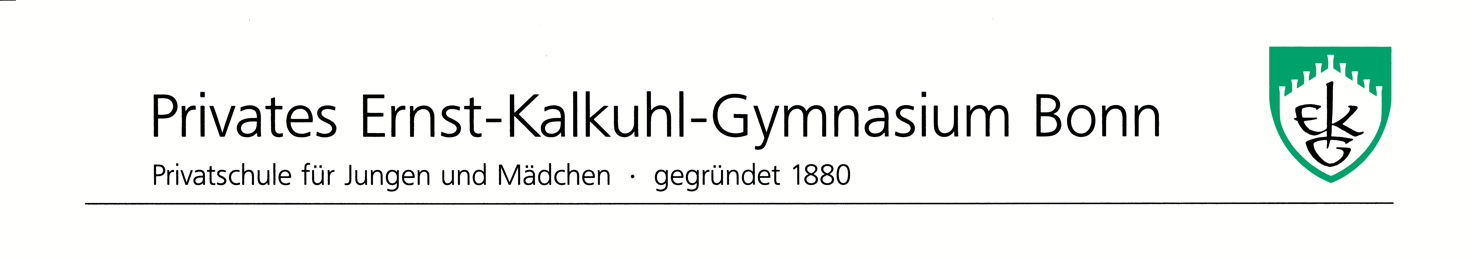 Privates Ernst-Kalkuhl-Gymnasium Bonn
Privatschule für Jungen und Mädchen · gegründet 1880
EKG